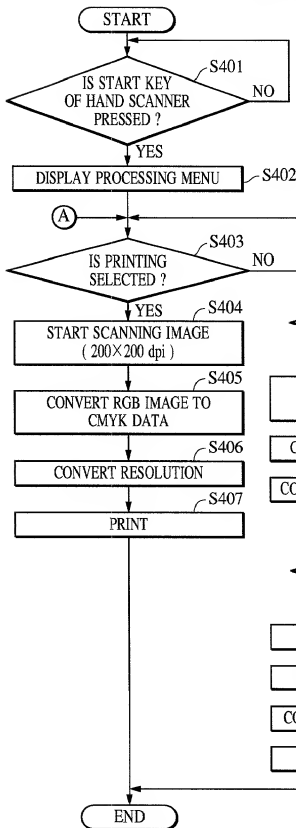 START
S401
IS START KEY
OF HAND SCANNER
PRESSED ?
NO
YES
DISPLAY PROCESSING MENU
S402
A
S403
IS PRINTING
SELECTED ?
NO
YES
S404
START SCANNING IMAGE
( 200×200 dpi )
S405
CONVERT RGB IMAGE TO
CMYK DATA
S406
CONVERT RESOLUTION
S407
PRINT
C
CO
CO
END